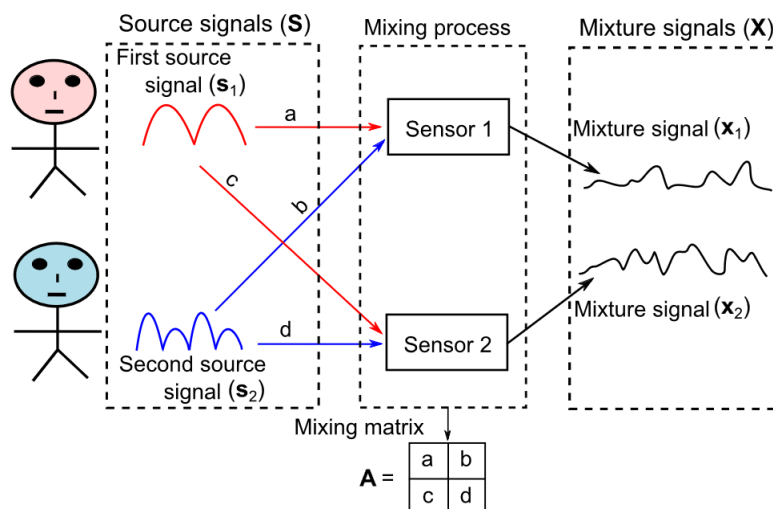 Source signals (S)
Mixing process
Mixture signals (X)
First source
signal (s₁)
a
Sensor 1
Mixture signal (x₁)
c
b
d
Sensor 2
Mixture signal (x₂)
Second source
signal (s₂)
Mixing matrix
A =
a b
c d